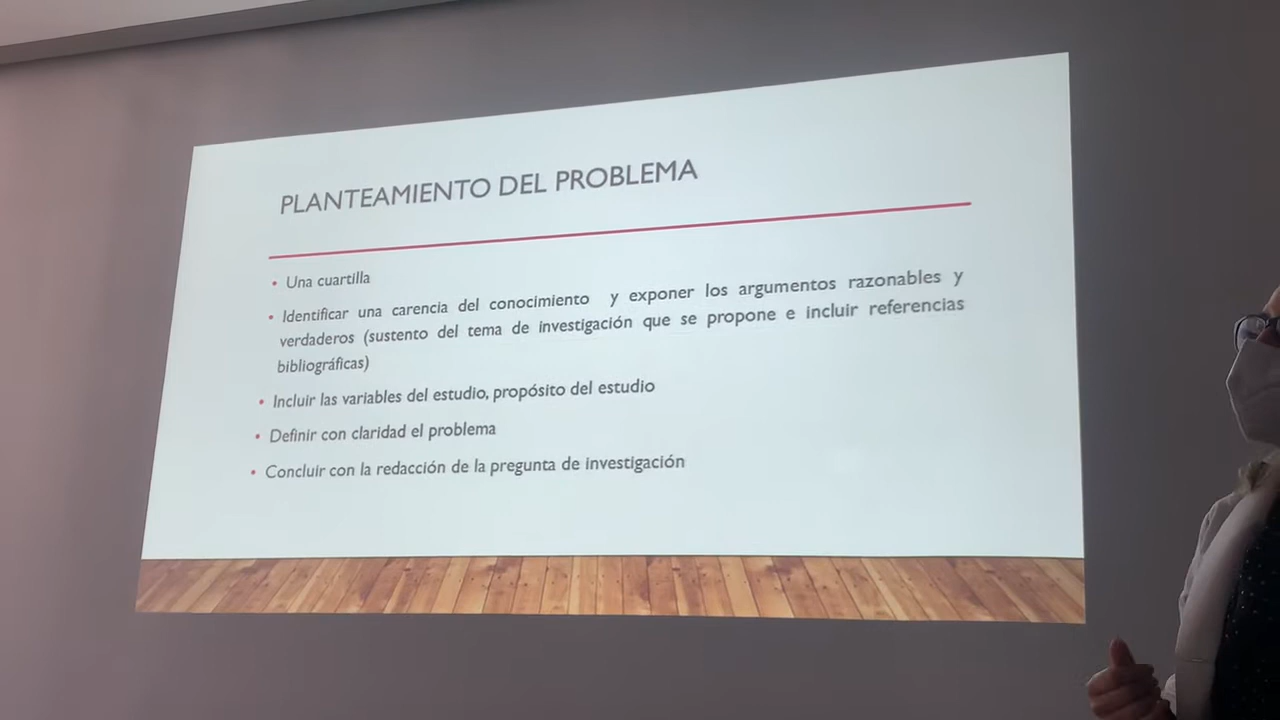 PLANTEAMIENTO DEL PROBLEMA
• Una cuartilla
• Identificar una carencia del conocimiento y exponer los argumentos razonables y
verdaderos (sustento del tema de investigación que se propone e incluir referencias
bibliográficas)
• Incluir las variables del estudio, propósito del estudio
• Definir con claridad el problema
• Concluir con la redacción de la pregunta de investigación